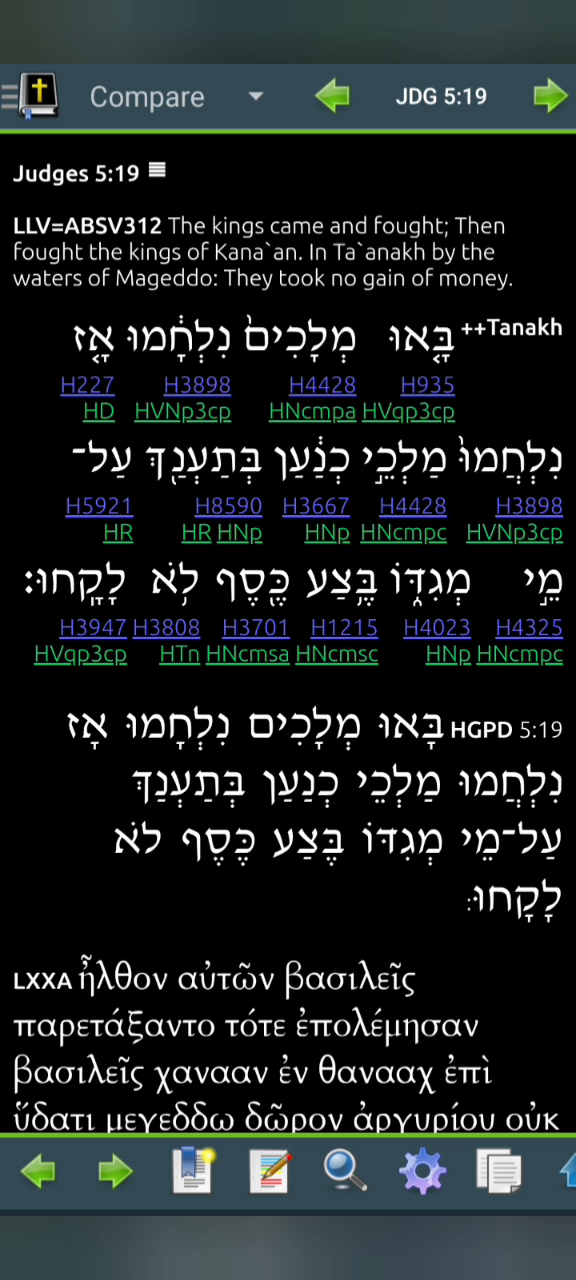 Compare
JDG 5:19
Judges 5:19
LLV=ABSV312 The kings came and fought; Then
fought the kings of Kana`an. In Ta`anakh by the
waters of Mageddo: They took no gain of money.
++Tanakh בָּ֤אוּ מְלָכִים֙ נִלְחָ֔מוּ אָ֤ז
H227 H3898 H4428 H935
HD HVNp3cp HNcmpa HVqp3cp
נִלְחֲמוּ֙ מַלְכֵ֣י כְנַ֔עַן בְּתַעְנַ֖ךְ עַל־
H5921 H8590 H3667 H4428 H3898
HR HR HNp HNp HNcmpc HVNp3cp
מֵ֣י מְגִדּ֑וֹ בֶּ֥צַע כֶּ֖סֶף לֹ֥א לָקָֽחוּ׃
H3947 H3808 H3701 H1215 H4023 H4325
HVqp3cp HTn HNcmsa HNcmsc HNp HNcmpc
HGPD 5:19 בָּאוּ מְלָכִים נִלְחָמוּ אָז
נִלְחֲמוּ מַלְכֵי כְנַעַן בְּתַעְנַךְ
עַל־מֵי מְגִדּוֹ בֶּצַע כֶּסֶף לֹא
לָקָחוּ׃
LXXA ἦλθον αὐτῶν βασιλεῖς
παρετάξαντο τότε ἐπολέμησαν
βασιλεῖς χανααν ἐν θανααχ ἐπὶ
ὕδατι μεγεδδω δῶρον ἀργυρίου οὐκ